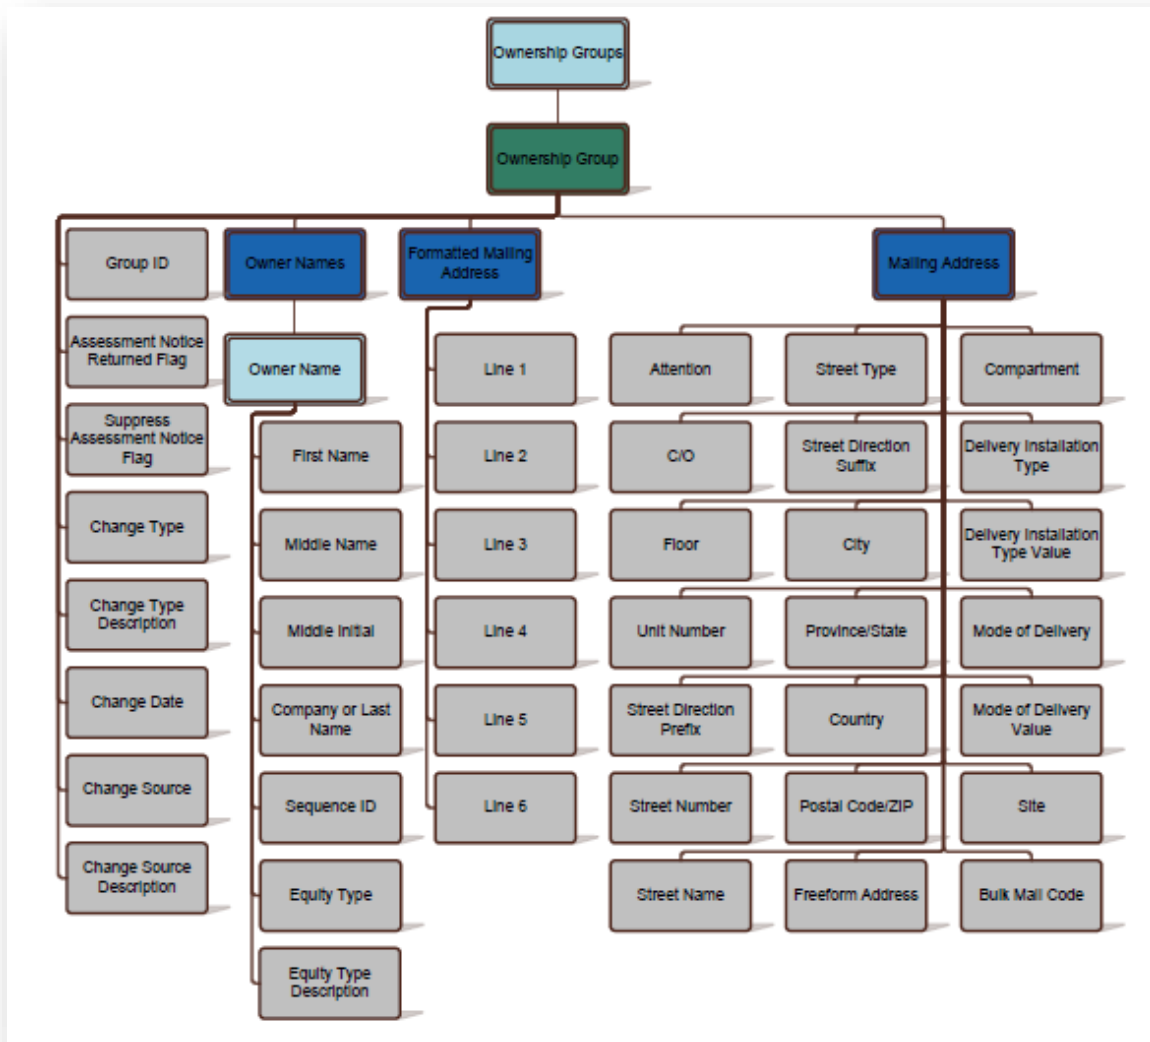 Ownership Groups
Ownership Group
Group ID
Owner Names
Formatted Mailing
Address
Mailing Address
Assessment Notice
Returned Flag
Suppress
Assessment Notice
Flag
Change Type
Change Type
Description
Change Date
Change Source
Change Source
Description
Owner Name
First Name
Middle Name
Middle Initial
Company or Last
Name
Sequence ID
Equity Type
Equity Type
Description
Line 1
Line 2
Line 3
Line 4
Line 5
Line 6
Attention
C/O
Floor
Unit Number
Street Direction
Prefix
Street Number
Street Name
Street Type
Street Direction
Suffix
City
Province/State
Country
Postal Code/ZIP
Freeform Address
Compartment
Delivery Installation
Type
Delivery Installation
Type Value
Mode of Delivery
Mode of Delivery
Value
Site
Bulk Mail Code